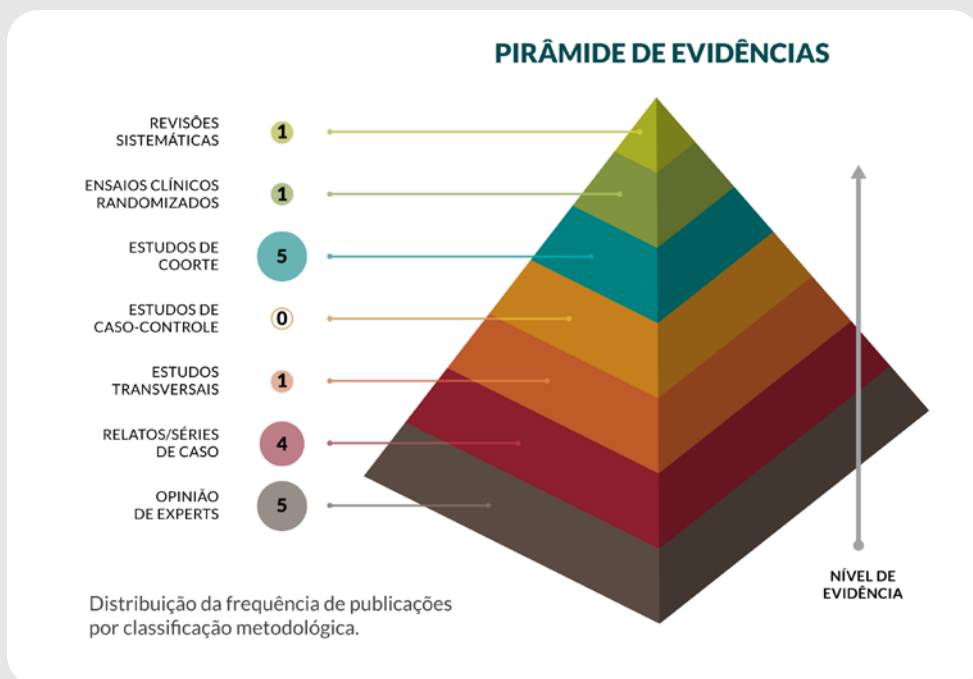 PIRÂMIDE DE EVIDÊNCIAS
REVISÕES
SISTEMÁTICAS
1
ENSAIOS CLÍNICOS
RANDOMIZADOS
1
ESTUDOS DE
COORTE
5
ESTUDOS DE
CASO-CONTROLE
0
ESTUDOS
TRANSVERSAIS
1
RELATOS/SÉRIES
DE CASO
4
OPINIÃO
DE EXPERTS
5
NÍVEL DE
EVIDÊNCIA
Distribuição da frequência de publicações
por classificação metodológica.